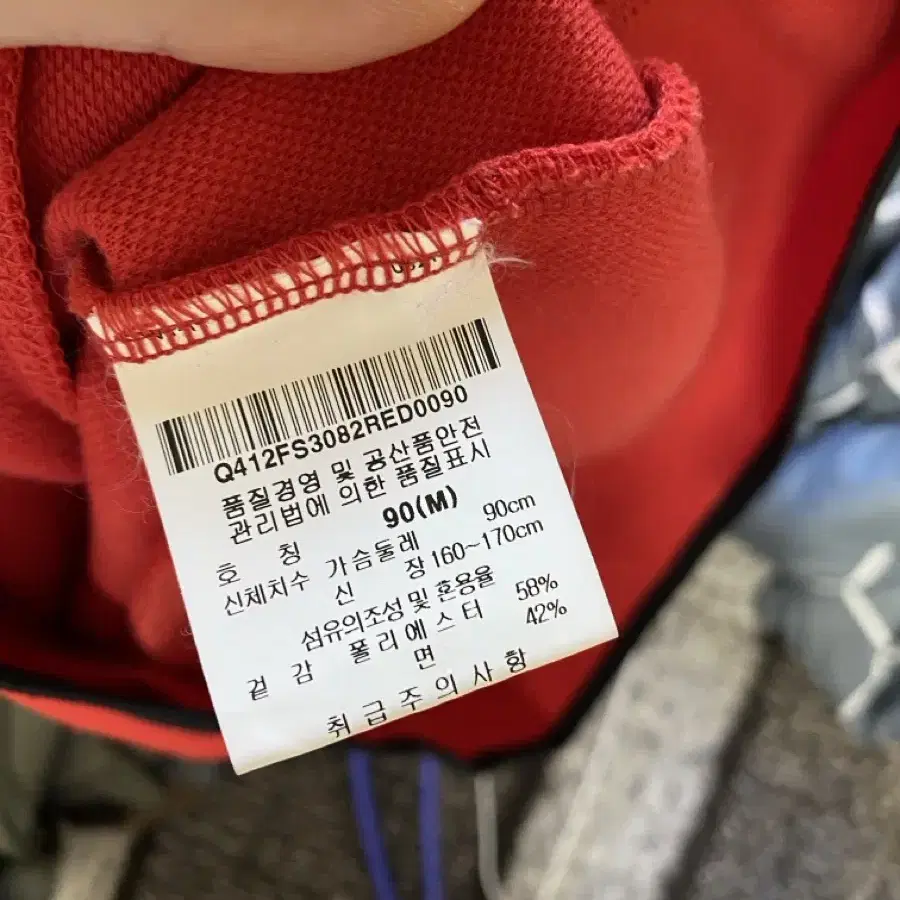 Q412FS3082RED0090
품질경영 및 공산품안전
관리법에 의한 품질표시
호 칭 90(M)
신체치수 가슴둘레 90cm
신 장 160~170cm
섬유의조성 및 혼용율
겉 감 폴리에스터 58%
면 42%
취급주의사항